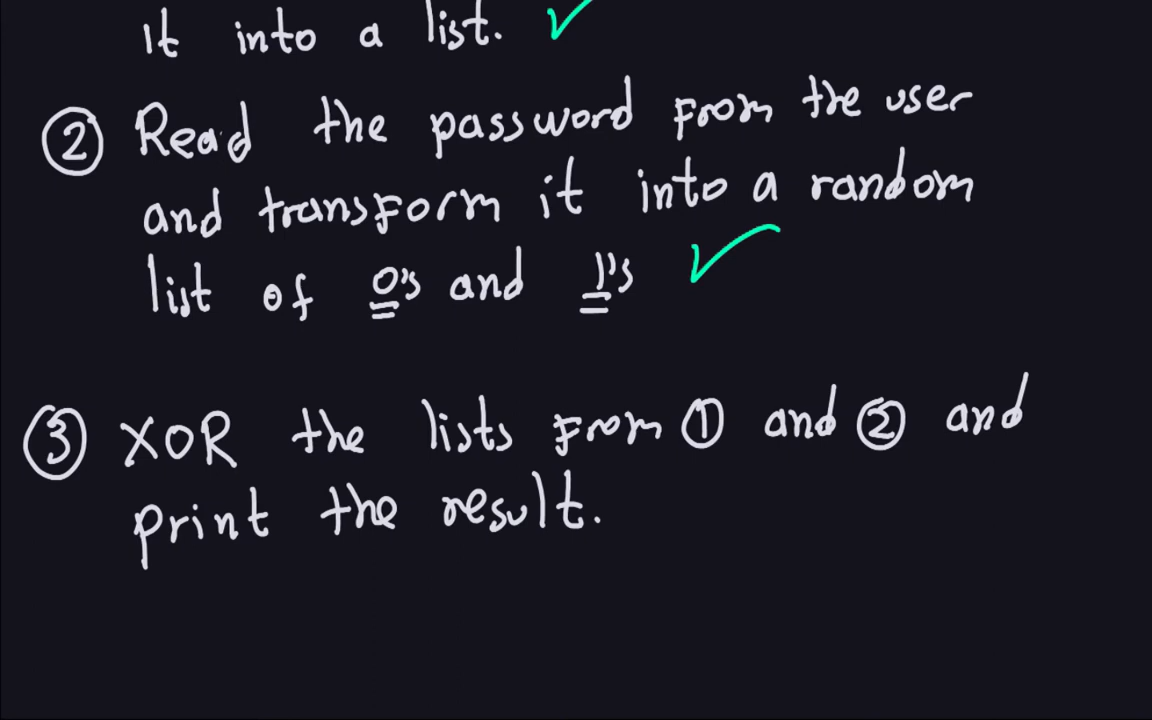 it into a list. ✓
② Read the password from the user
and transform it into a random
list of 0's and 1's ✓
③ XOR the lists from ① and ② and
print the result.